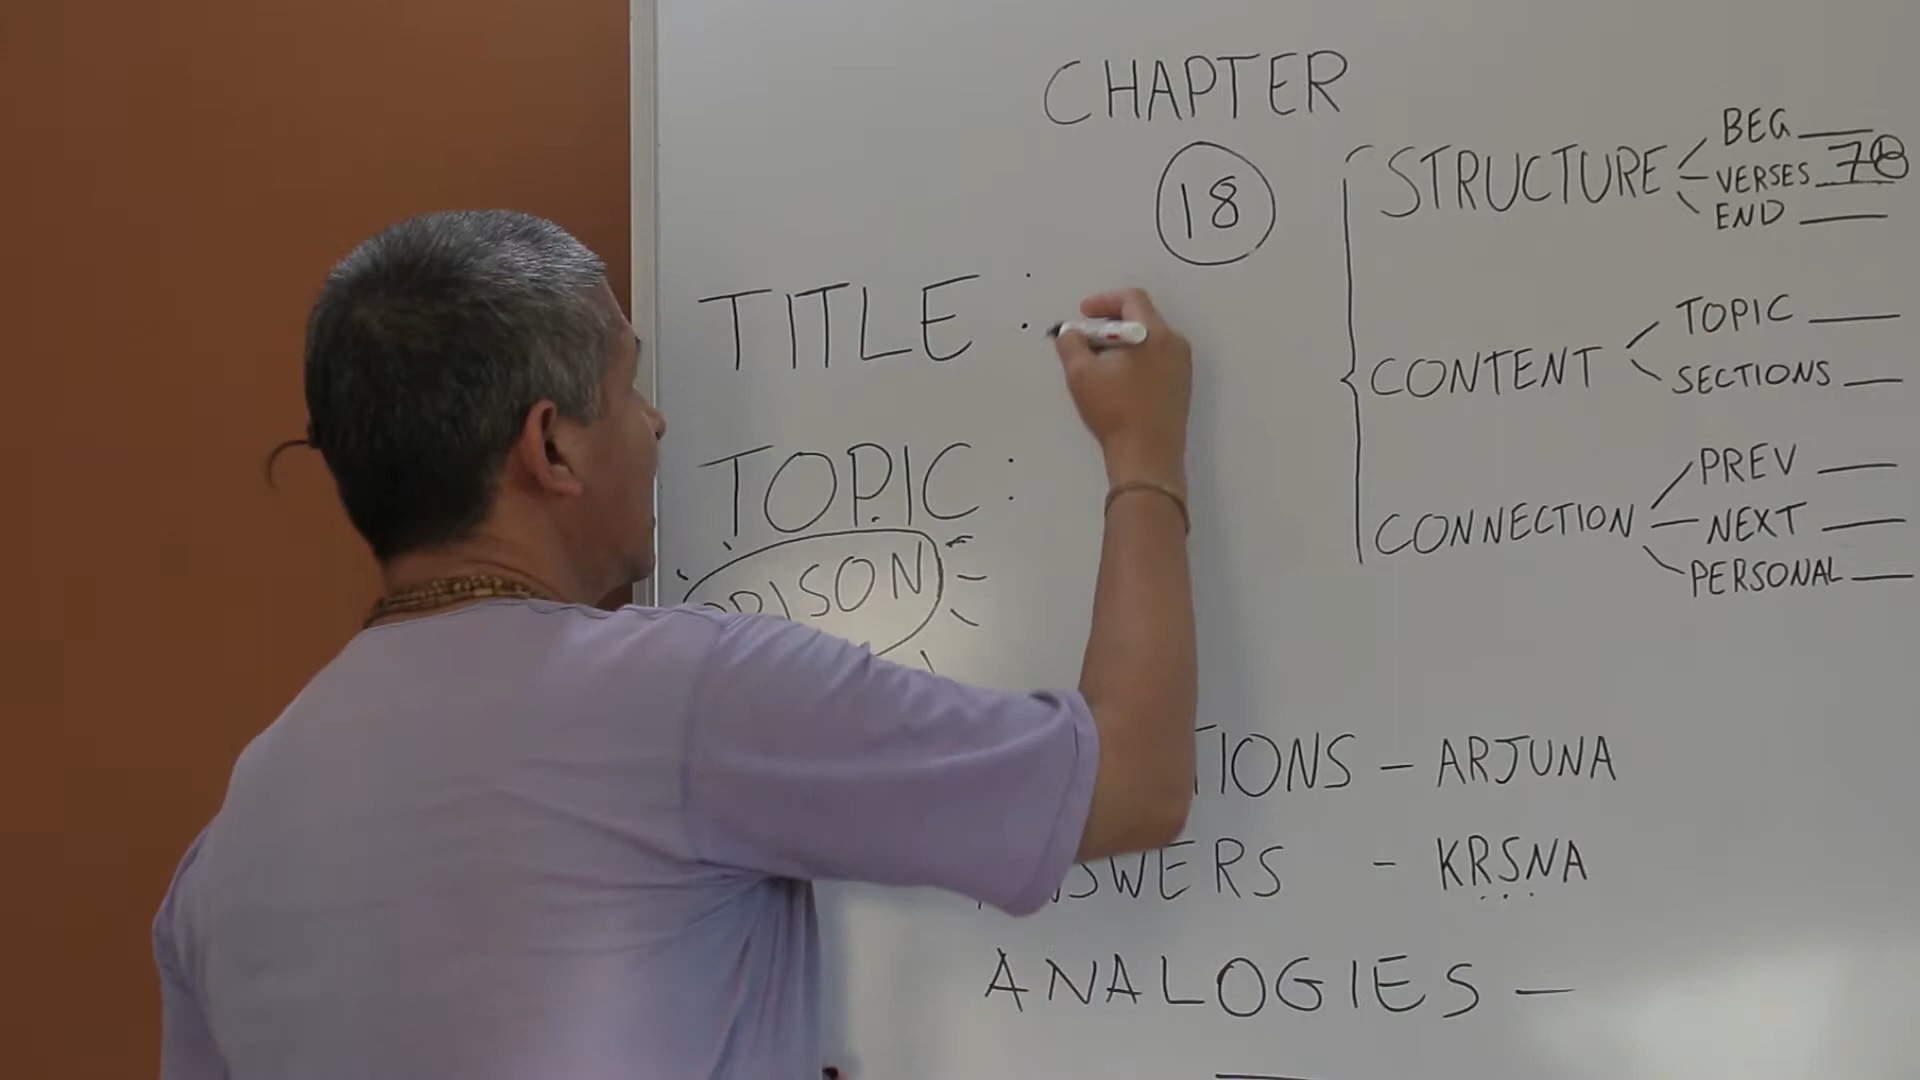 CHAPTER
18
TITLE :
TOPIC :
PRISON
STRUCTURE
BEG
VERSES 78
END
CONTENT
TOPIC
SECTIONS
CONNECTION
PREV
NEXT
PERSONAL
TIONS - ARJUNA
SWERS - KRSNA
ANALOGIES -